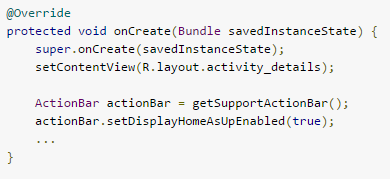 @Override
protected void onCreate(Bundle savedInstanceState) {
    super.onCreate(savedInstanceState);
    setContentView(R.layout.activity_details);

    ActionBar actionBar = getSupportActionBar();
    actionBar.setDisplayHomeAsUpEnabled(true);
    ...
}